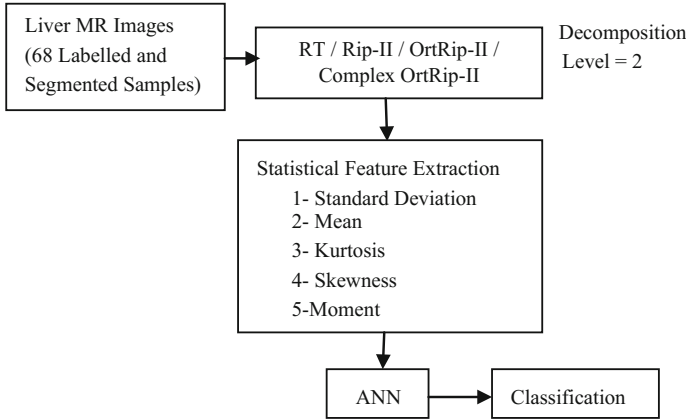 Liver MR Images
(68 Labelled and
Segmented Samples)
RT / Rip-II / OrtRip-II /
Complex OrtRip-II
Decomposition
Level = 2
Statistical Feature Extraction
1- Standard Deviation
2- Mean
3- Kurtosis
4- Skewness
5-Moment
ANN
Classification